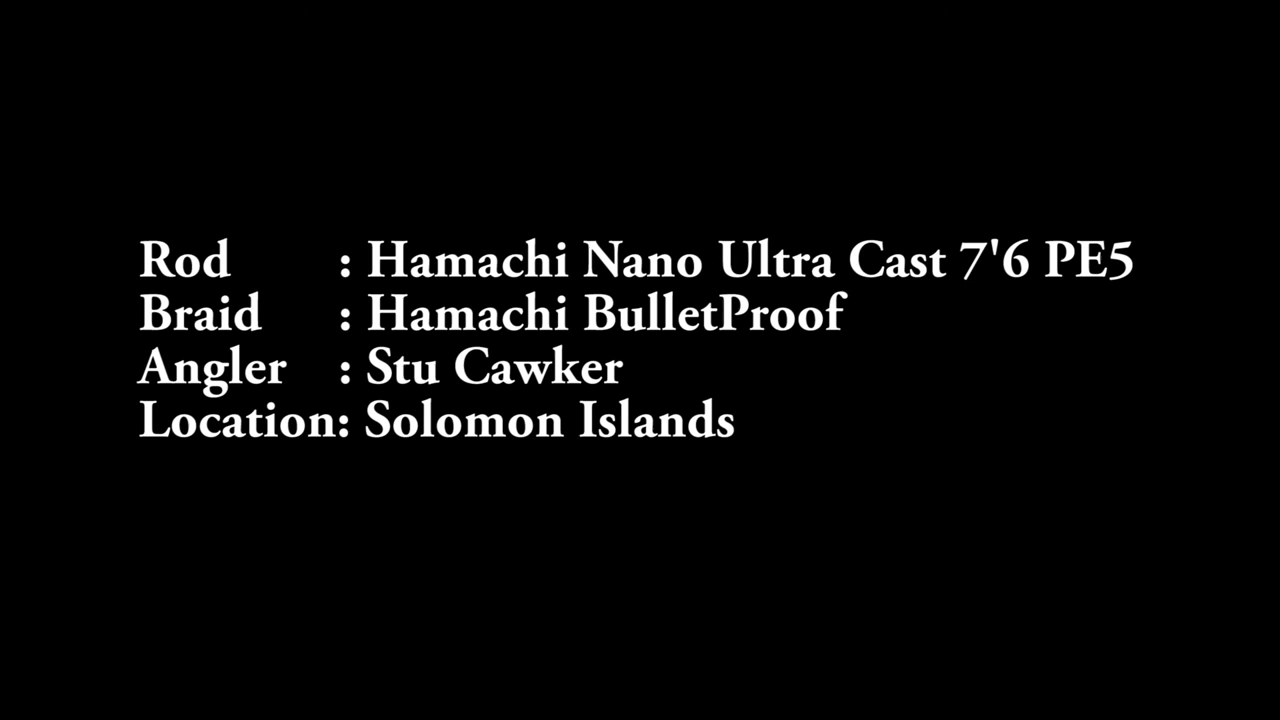 Rod : Hamachi Nano Ultra Cast 7'6 PE5
Braid : Hamachi BulletProof
Angler : Stu Cawker
Location: Solomon Islands